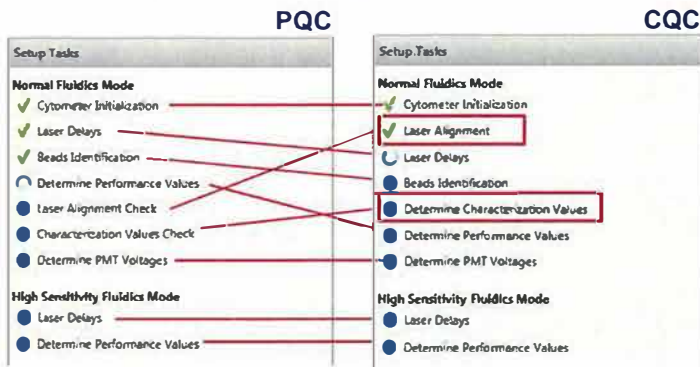 PQC
Setup Tasks
Normal Fluidics Mode
Cytometer Initialization
Laser Delays
Beads Identification
Determine Performance Values
Laser Alignment Check
Characterization Values Check
Determine PMT Voltages
High Sensitivity Fluidics Mode
Laser Delays
Determine Performance Values
CQC
Setup Tasks
Normal Fluidics Mode
Cytometer Initialization
Laser Alignment
Laser Delays
Beads Identification
Determine Characterization Values
Determine Performance Values
Determine PMT Voltages
High Sensitivity Fluidics Mode
Laser Delays
Determine Performance Values